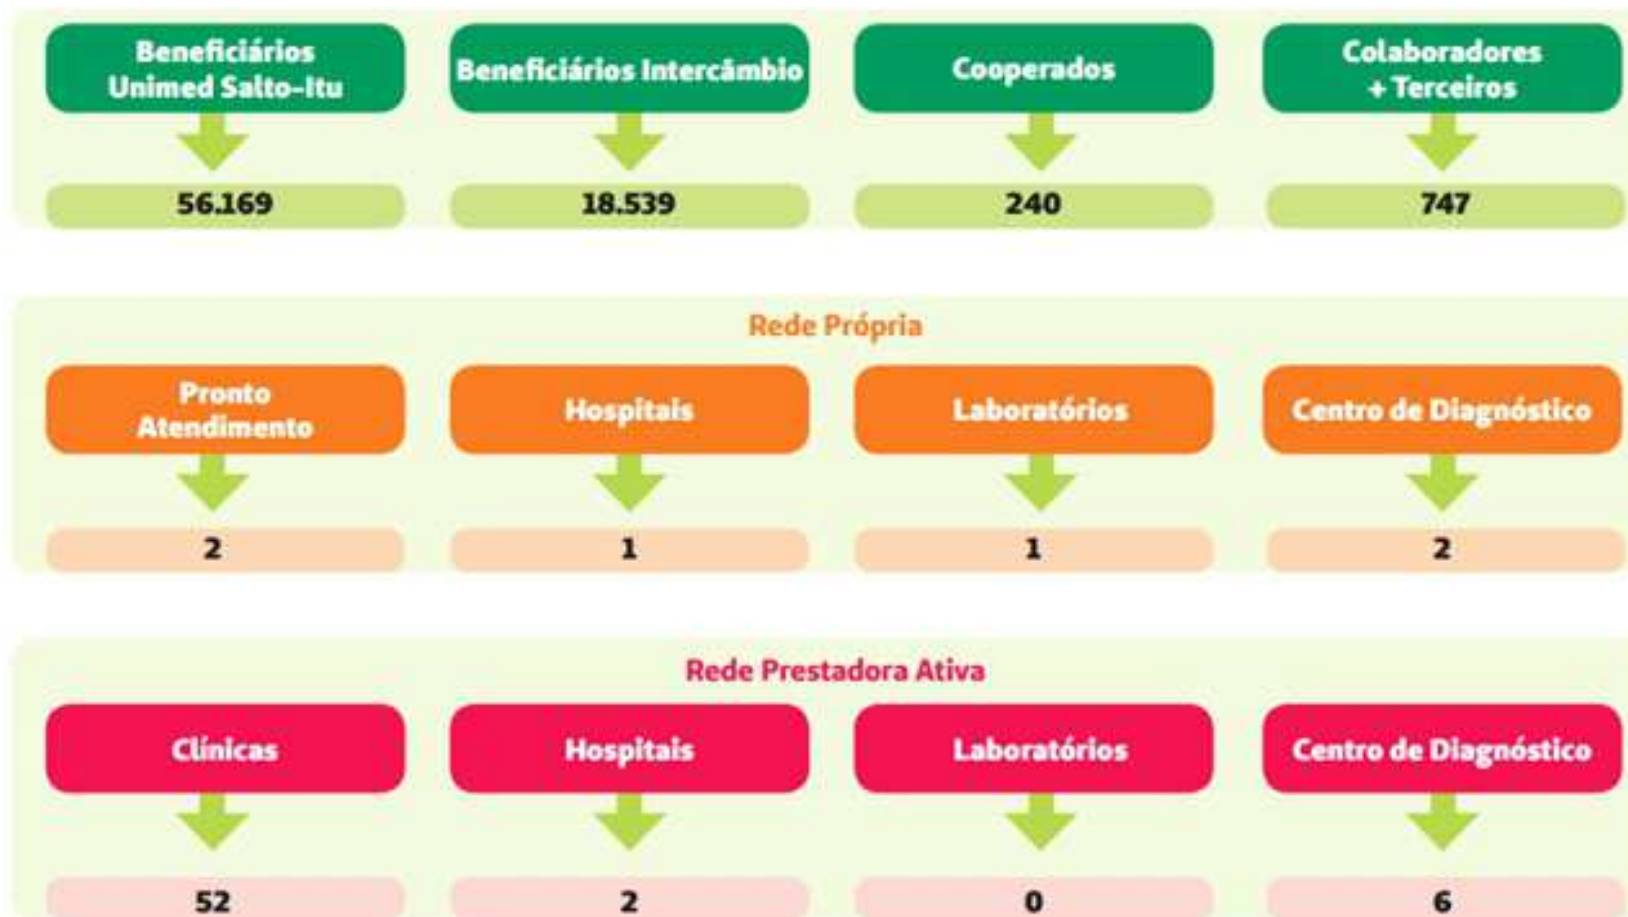 Beneficiários
Unimed Salto-Itu
Beneficiários Intercâmbio
Cooperados
Colaboradores
+ Terceiros
56.169
18.539
240
747
Rede Própria
Pronto
Atendimento
Hospitais
Laboratórios
Centro de Diagnóstico
2
1
1
2
Rede Prestadora Ativa
Clínicas
Hospitais
Laboratórios
Centro de Diagnóstico
52
2
0
6